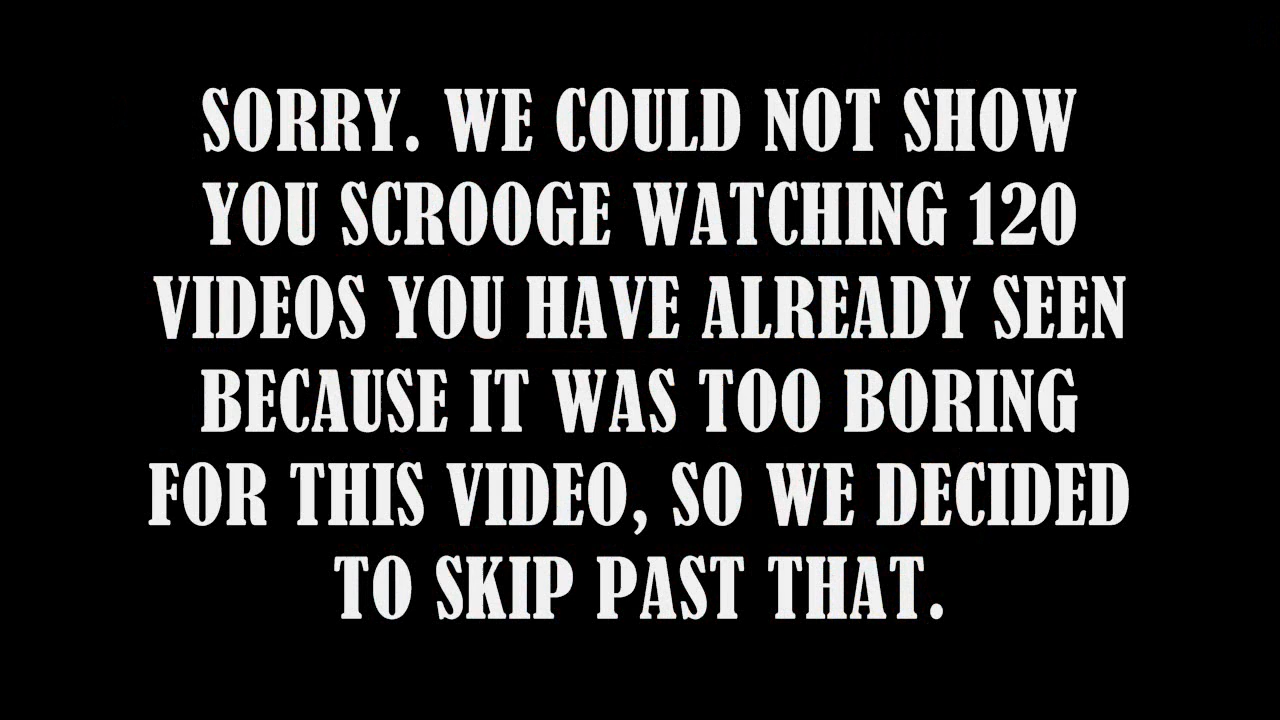 SORRY. WE COULD NOT SHOW
YOU SCROOGE WATCHING 120
VIDEOS YOU HAVE ALREADY SEEN
BECAUSE IT WAS TOO BORING
FOR THIS VIDEO, SO WE DECIDED
TO SKIP PAST THAT.